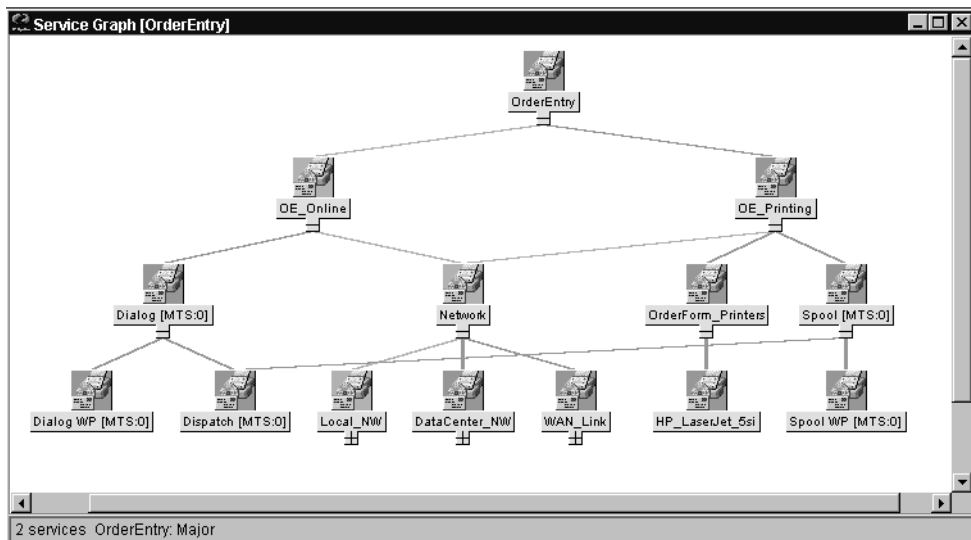 Service Graph [OrderEntry]
OrderEntry
OE_Online
OE_Printing
Dialog [MTS:0]
Network
OrderForm_Printers
Spool [MTS:0]
Dialog WP [MTS:0]
Dispatch [MTS:0]
Local_NW
DataCenter_NW
WAN_Link
HP_LaserJet_5si
Spool WP [MTS:0]
2 services OrderEntry: Major